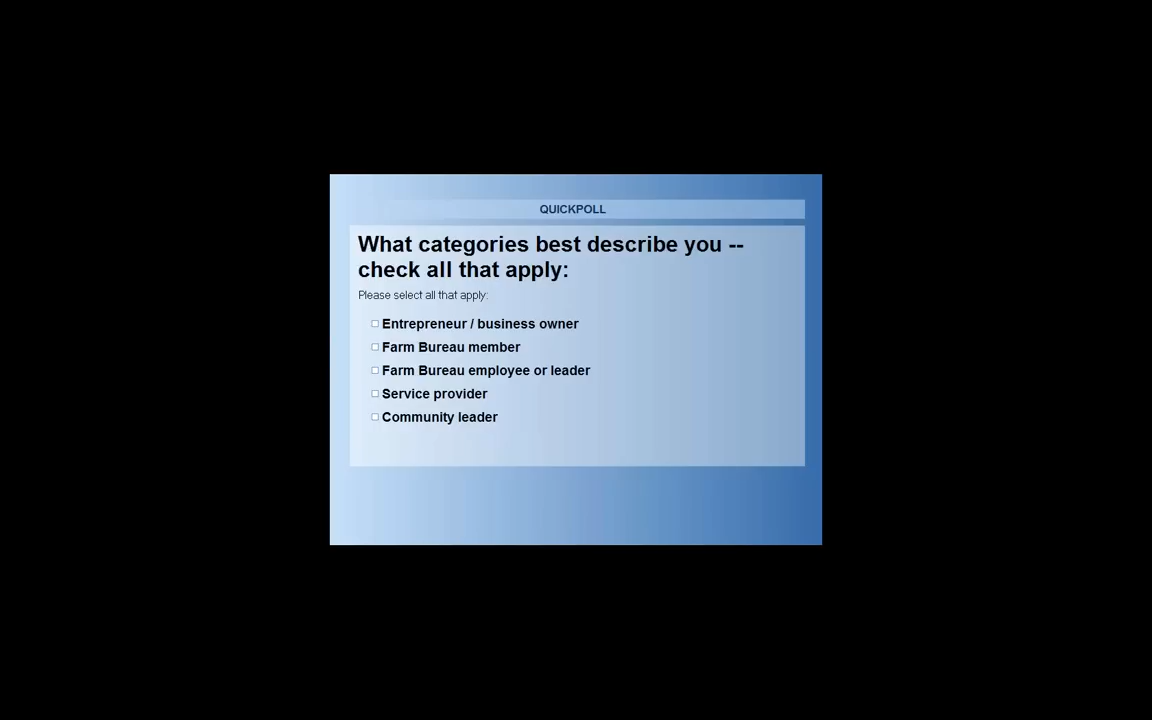 QUICKPOLL
What categories best describe you --
check all that apply:
Please select all that apply:
Entrepreneur / business owner
Farm Bureau member
Farm Bureau employee or leader
Service provider
Community leader